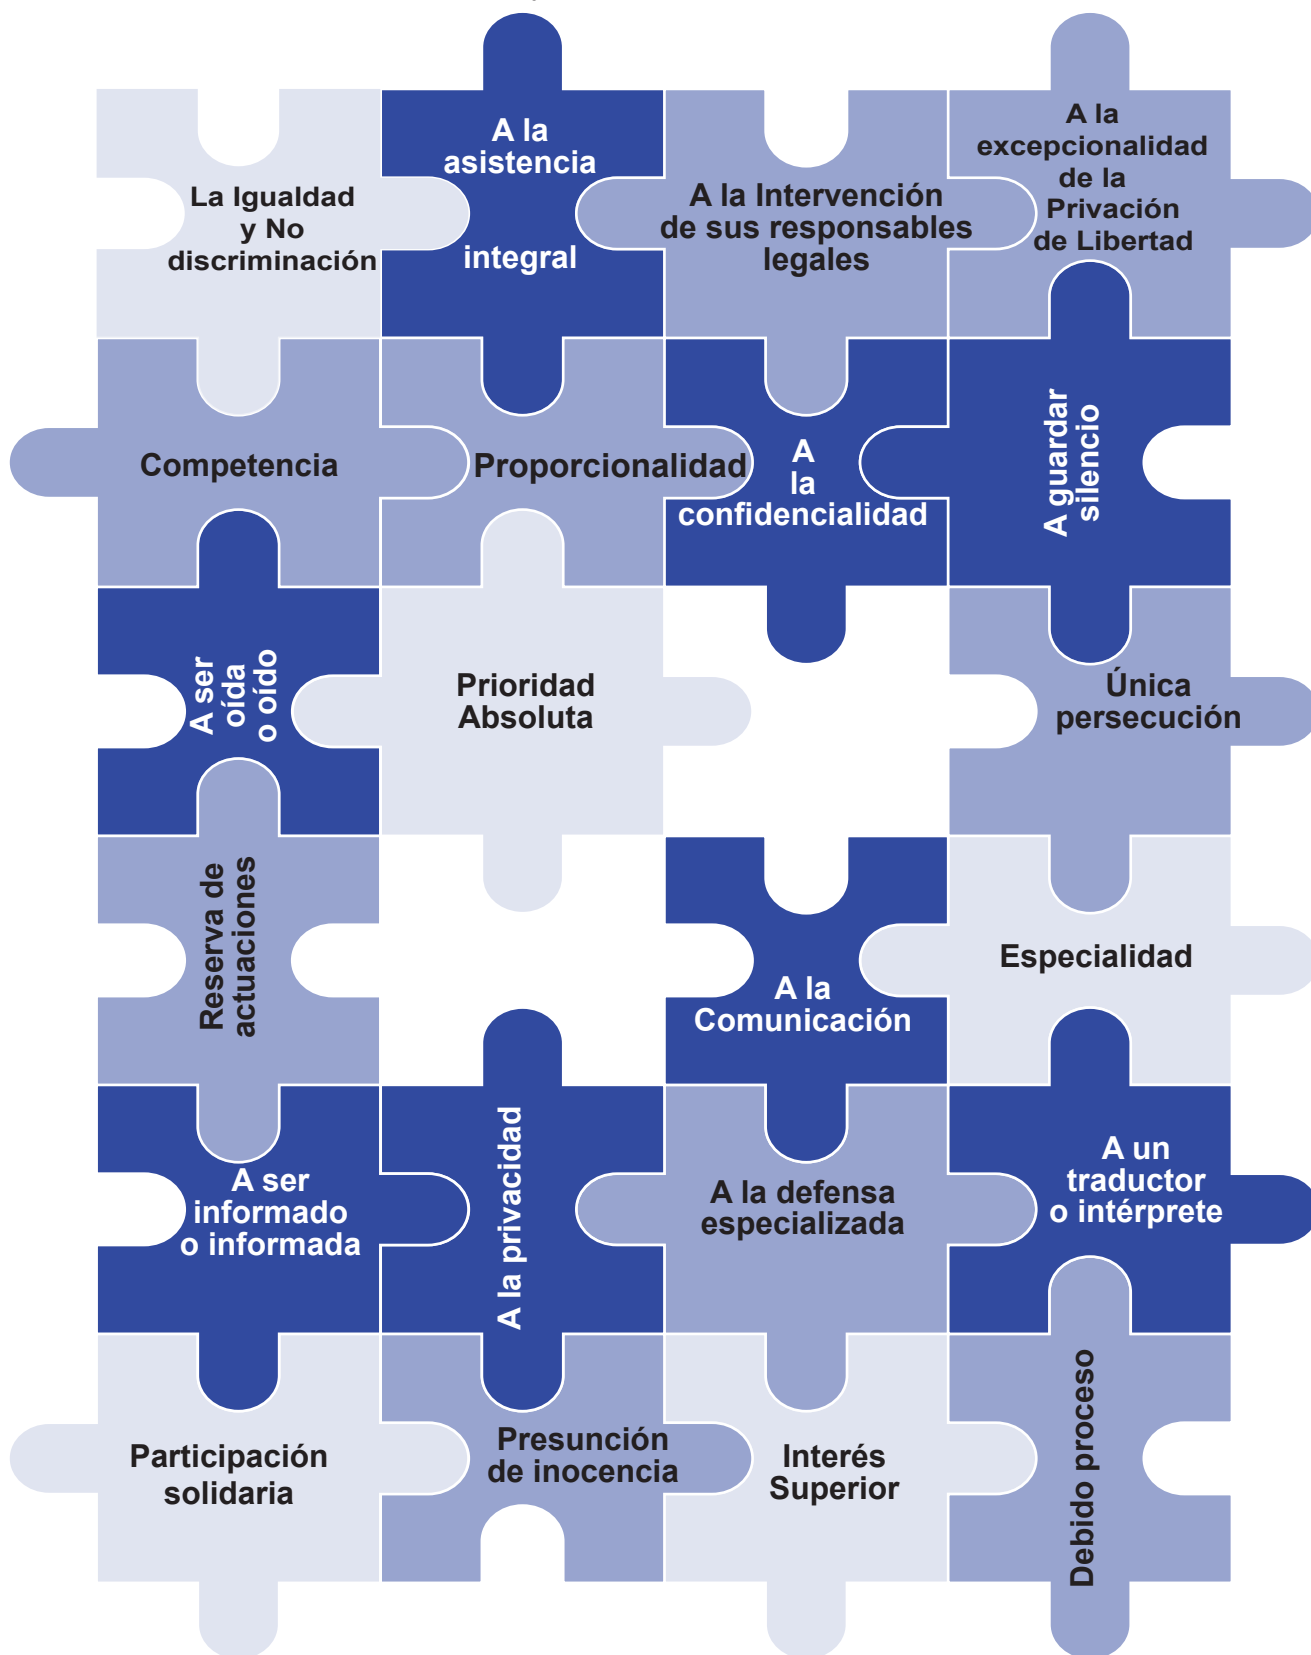 La Igualdad
y No
discriminación
A la
asistencia
integral
A la Intervención
de sus responsables
legales
A la
excepcionalidad
de la
Privación
de Libertad
Competencia
Proporcionalidad
A
la
confidencialidad
A guardar
silencio
A ser
oída
o oído
Prioridad
Absoluta
Única
persecución
Reserva de
actuaciones
A la
Comunicación
Especialidad
A ser
informado
o informada
A la privacidad
A la defensa
especializada
A un
traductor
o intérprete
Participación
solidaria
Presunción
de inocencia
Interés
Superior
Debido proceso